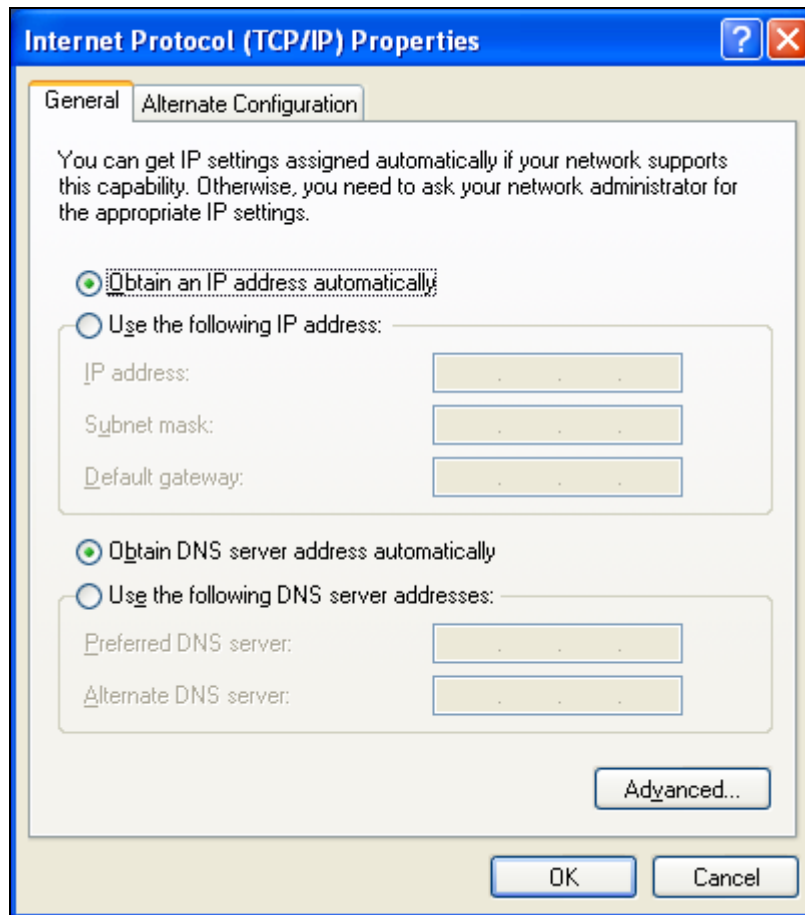 Internet Protocol (TCP/IP) Properties
General
Alternate Configuration
You can get IP settings assigned automatically if your network supports
this capability. Otherwise, you need to ask your network administrator for
the appropriate IP settings.
Obtain an IP address automatically
Use the following IP address:
IP address:
Subnet mask:
Default gateway:
Obtain DNS server address automatically
Use the following DNS server addresses:
Preferred DNS server:
Alternate DNS server:
Advanced...
OK
Cancel